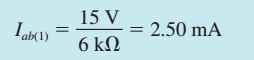 I_ab(1) = 15 V / 6 kΩ = 2.50 mA